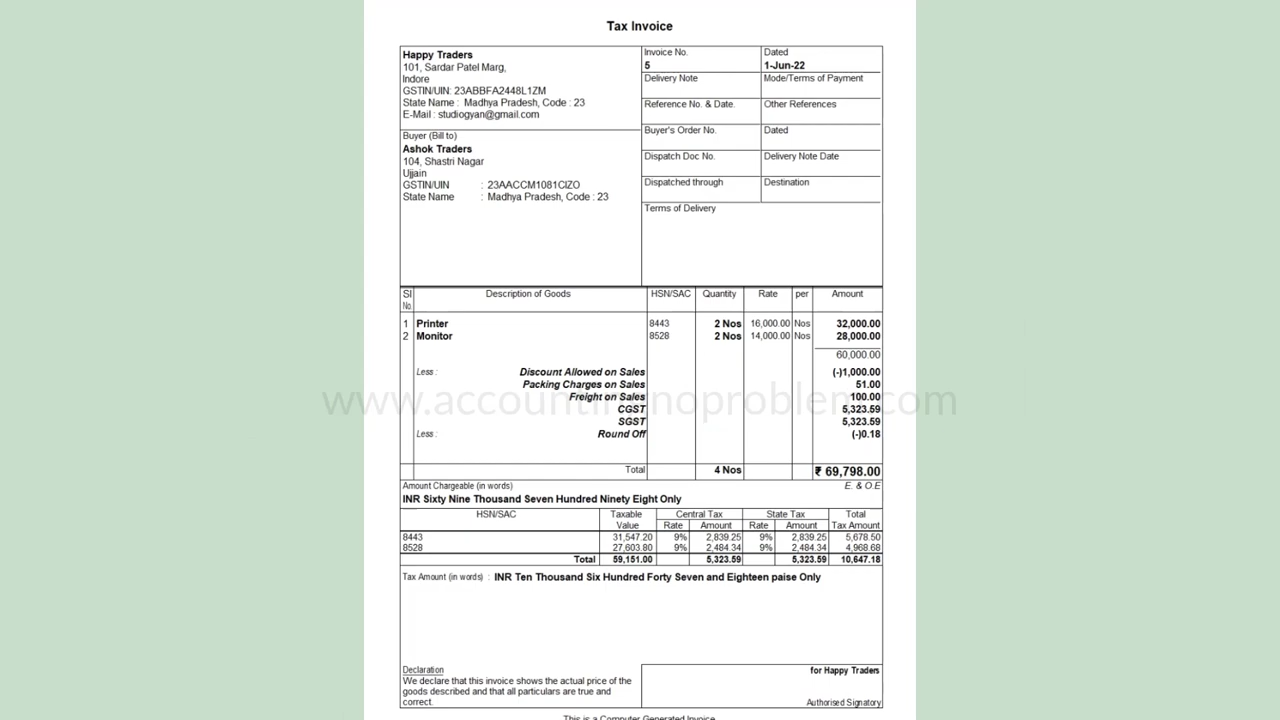 Tax Invoice
Happy Traders
101, Sardar Patel Marg,
Indore
GSTIN/UIN: 23ABBFA2448L1ZM
State Name : Madhya Pradesh, Code : 23
E-Mail : studiogyan@gmail.com
Buyer (Bill to)
Ashok Traders
104, Shastri Nagar
Ujjain
GSTIN/UIN : 23AACCM1081CIZO
State Name : Madhya Pradesh, Code : 23
Invoice No. Dated
5 1-Jun-22
Delivery Note Mode/Terms of Payment
Reference No. & Date. Other References
Buyer's Order No. Dated
Dispatch Doc No. Delivery Note Date
Dispatched through Destination
Terms of Delivery
Sl Description of Goods HSN/SAC Quantity Rate per Amount
No.
1 Printer 8443 2 Nos 16,000.00 Nos 32,000.00
2 Monitor 8528 2 Nos 14,000.00 Nos 28,000.00
60,000.00
Less : Discount Allowed on Sales (-)1,000.00
Packing Charges on Sales 51.00
Freight on Sales 100.00
www.accountingnoproblem.com
CGST 5,323.59
SGST 5,323.59
Less : Round Off (-)0.18
Total 4 Nos ₹ 69,798.00
Amount Chargeable (in words) E. & O.E
INR Sixty Nine Thousand Seven Hundred Ninety Eight Only
HSN/SAC Taxable Central Tax State Tax Total
Value Rate Amount Rate Amount Tax Amount
8443 31,547.20 9% 2,839.25 9% 2,839.25 5,678.50
8528 27,603.80 9% 2,484.34 9% 2,484.34 4,968.68
Total 59,151.00 5,323.59 5,323.59 10,647.18
Tax Amount (in words) : INR Ten Thousand Six Hundred Forty Seven and Eighteen paise Only
Declaration
We declare that this invoice shows the actual price of the
goods described and that all particulars are true and
correct.
for Happy Traders
Authorised Signatory
This is a Computer Generated Invoice